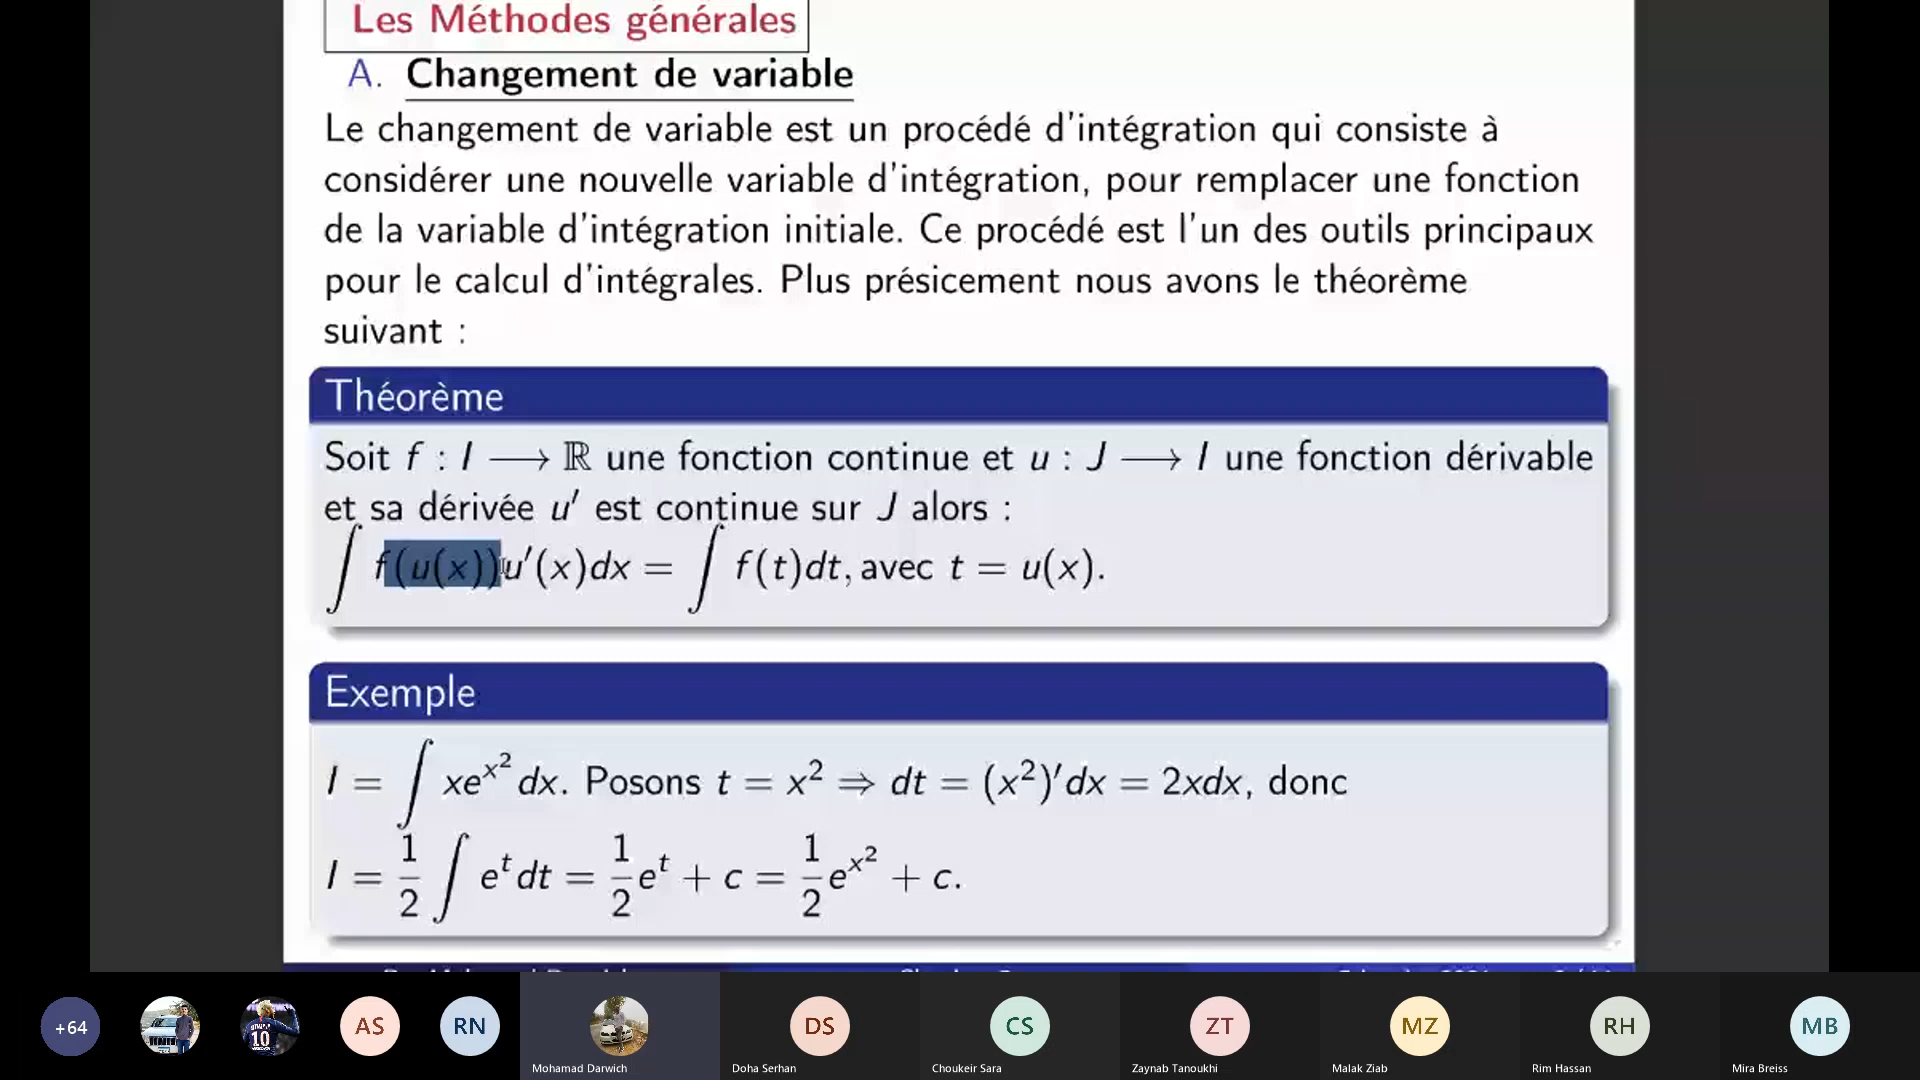 Les Méthodes générales
A. Changement de variable
Le changement de variable est un procédé d'intégration qui consiste à
considérer une nouvelle variable d'intégration, pour remplacer une fonction
de la variable d'intégration initiale. Ce procédé est l'un des outils principaux
pour le calcul d'intégrales. Plus présicement nous avons le théorème
suivant :
Théorème
Soit f : I ⟶ ℝ une fonction continue et u : J ⟶ I une fonction dérivable
et sa dérivée u′ est continue sur J alors :
∫ f(u(x))u′(x)dx = ∫ f(t)dt, avec t = u(x).
Exemple
I = ∫ xe^{x^2} dx. Posons t = x² ⇒ dt = (x²)′dx = 2xdx, donc
I = 1/2 ∫ e^t dt = 1/2 e^t + c = 1/2 e^{x^2} + c.
+64
10
AS
RN
Mohamad Darwich
DS
Doha Serhan
CS
Choukeir Sara
ZT
Zaynab Tanoukhi
MZ
Malak Ziab
RH
Rim Hassan
MB
Mira Breiss